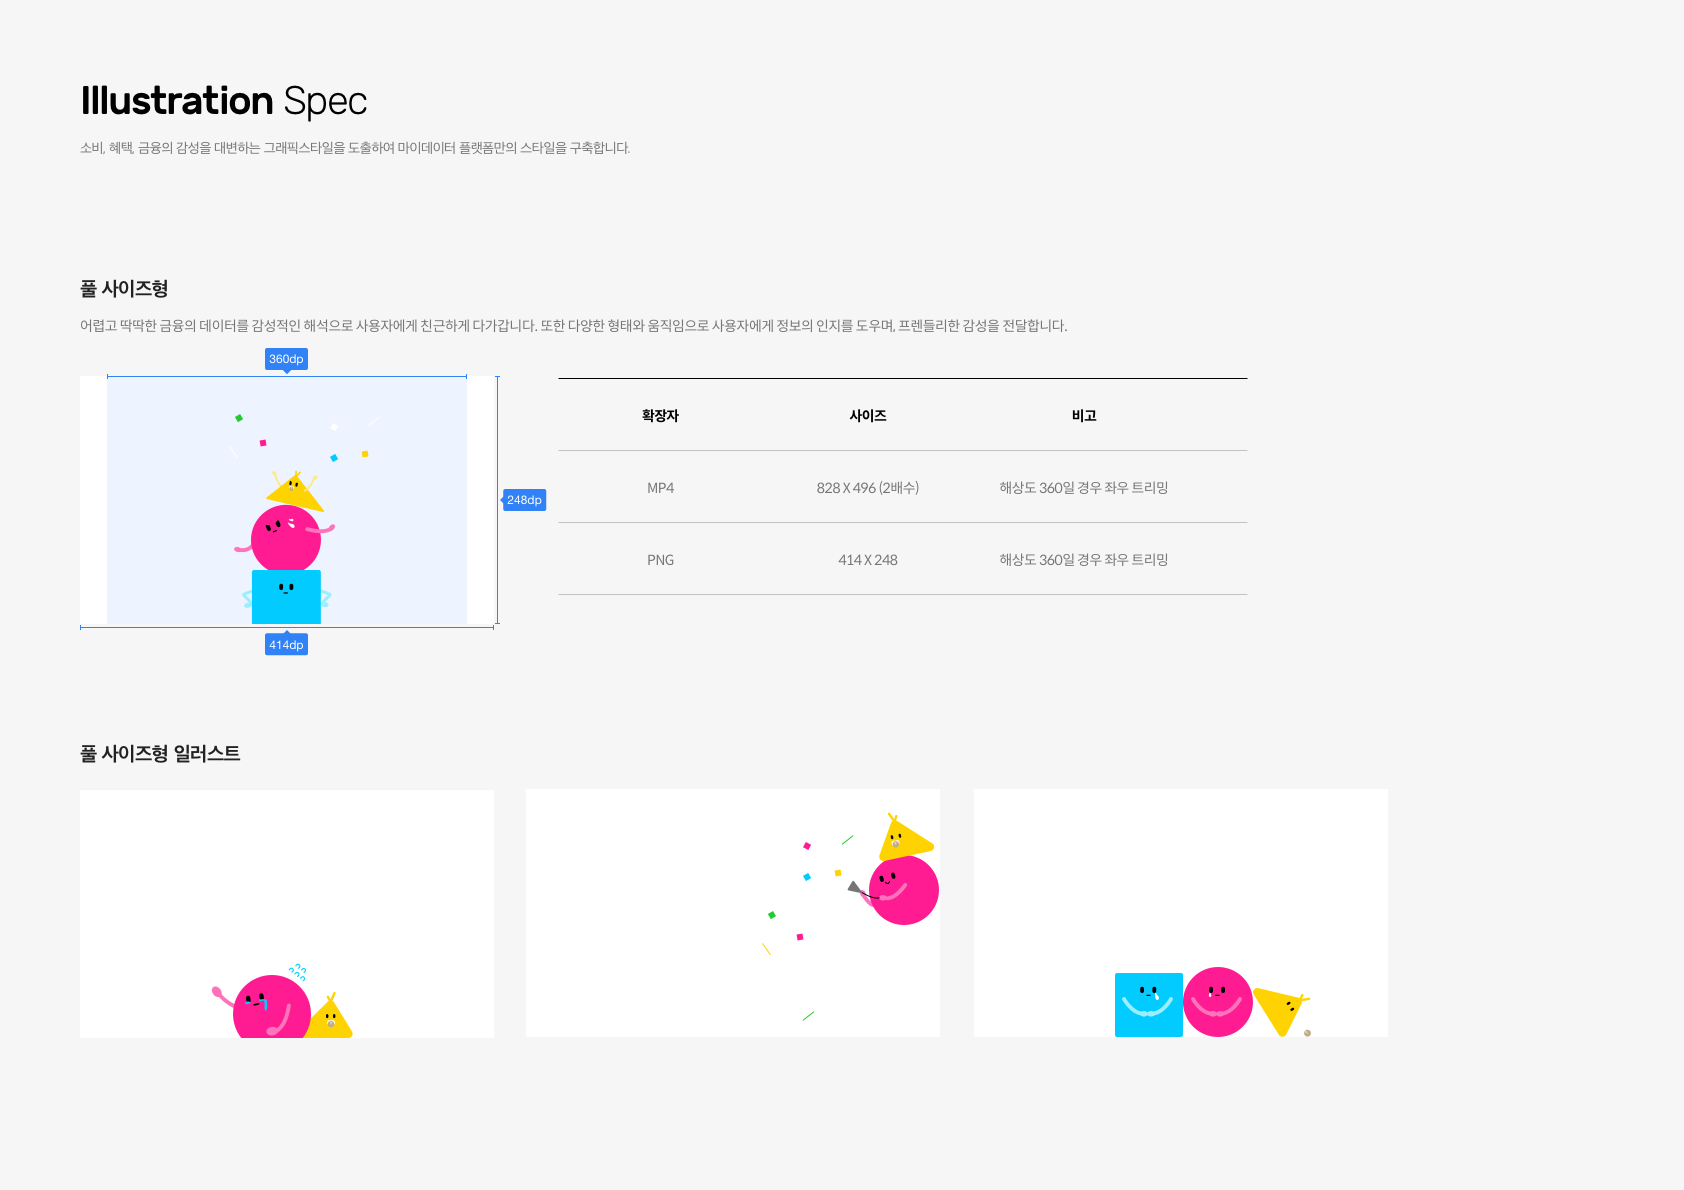 Illustration Spec
소비, 혜택, 금융의 감성을 대변하는 그래픽스타일을 도출하여 마이데이터 플랫폼만의 스타일을 구축합니다.
풀 사이즈형
어렵고 딱딱한 금융의 데이터를 감성적인 해석으로 사용자에게 친근하게 다가갑니다. 또한 다양한 형태와 움직임으로 사용자에게 정보의 인지를 도우며, 프렌들리한 감성을 전달합니다.
360dp
248dp
414dp
확장자 사이즈 비고
MP4 828 X 496 (2배수) 해상도 360일 경우 좌우 트리밍
PNG 414 X 248 해상도 360일 경우 좌우 트리밍
풀 사이즈형 일러스트